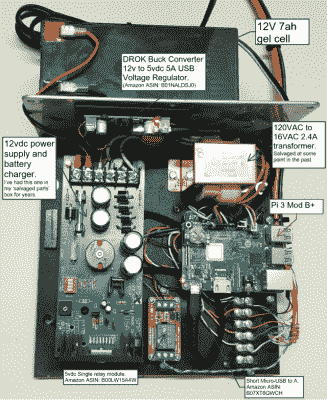 12V 7ah
gel cell
DROK Buck Converter
12v to 5vdc 5A USB
Voltage Regulator.
(Amazon ASIN: B01NALDSJ0)
12vdc power
supply and
battery
charger.
I've had this one in
my 'salvaged parts'
box for years.
120VAC to
16VAC 2.4A
transformer.
Salvaged at some
point in the past
Pi 3 Mod B+
5vdc Single relay module.
Amazon ASIN: B00LW15A4W
Short Micro-USB to A.
Amazon ASIN:
B07XT6QWCH